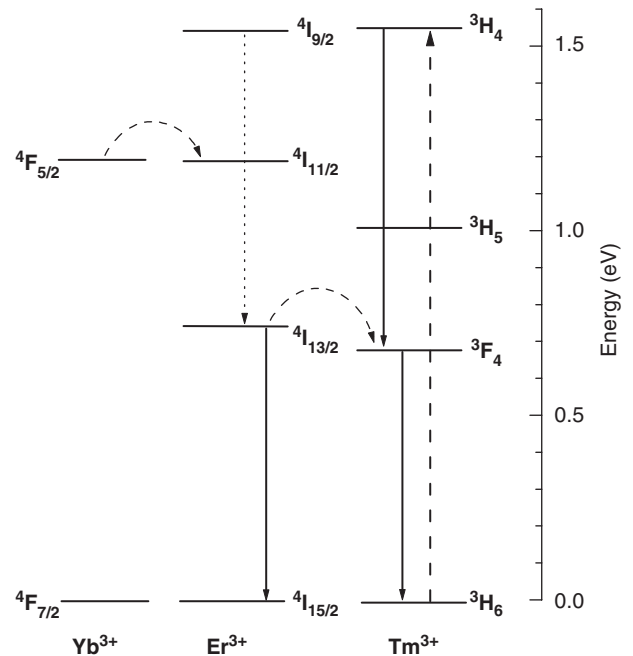 ⁴I₉/₂ ³H₄
1.5
⁴F₅/₂ ⁴I₁₁/₂
³H₅ 1.0
Energy (eV)
⁴I₁₃/₂ ³F₄
0.5
⁴F₇/₂ ⁴I₁₅/₂ ³H₆ 0.0
Yb³⁺ Er³⁺ Tm³⁺